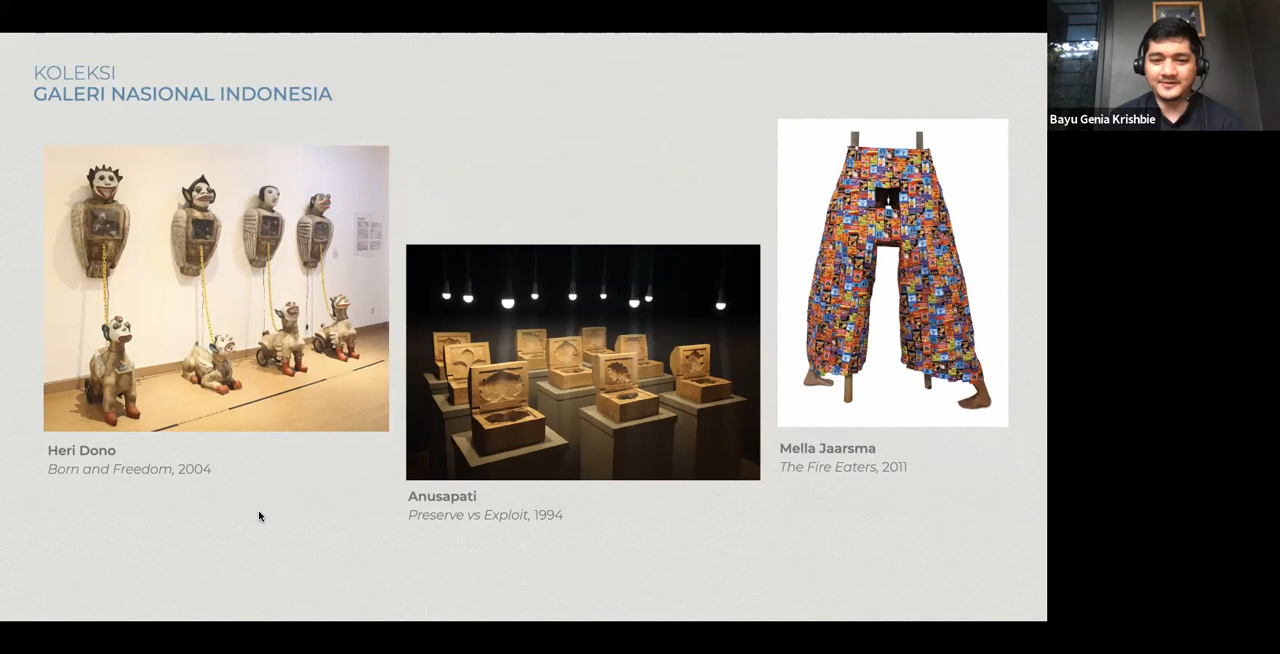 KOLEKSI
GALERI NASIONAL INDONESIA
Bayu Genia Krishbie
Heri Dono
Born and Freedom, 2004
Anusapati
Preserve vs Exploit, 1994
Mella Jaarsma
The Fire Eaters, 2011